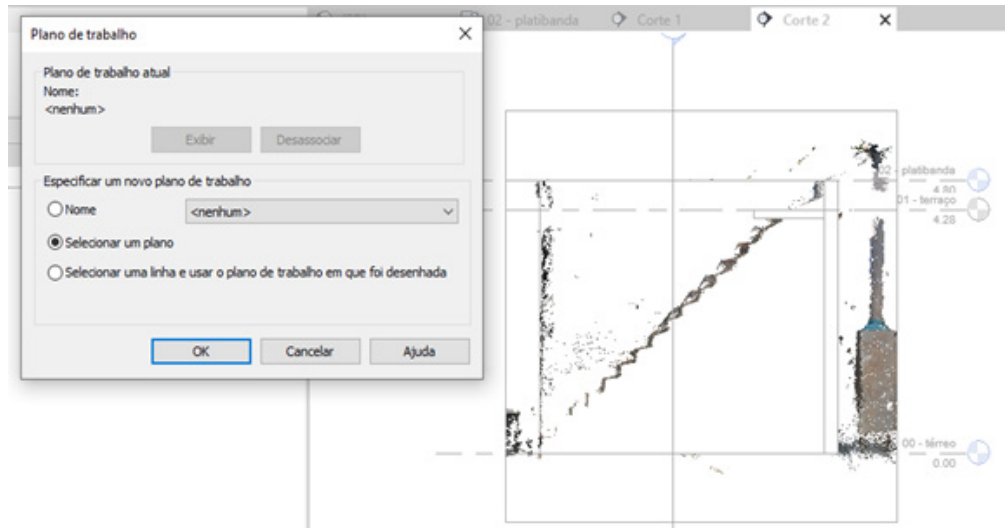 Plano de trabalho
Plano de trabalho atual
Nome:
<nenhum>
Exibir
Desassociar
Especificar um novo plano de trabalho
Nome
<nenhum>
Selecionar um plano
Selecionar uma linha e usar o plano de trabalho em que foi desenhada
OK
Cancelar
Ajuda
02 - platibanda
Corte 1
Corte 2
02 - platibanda
4.80
01 - terraço
4.28
00 - térreo
0.00